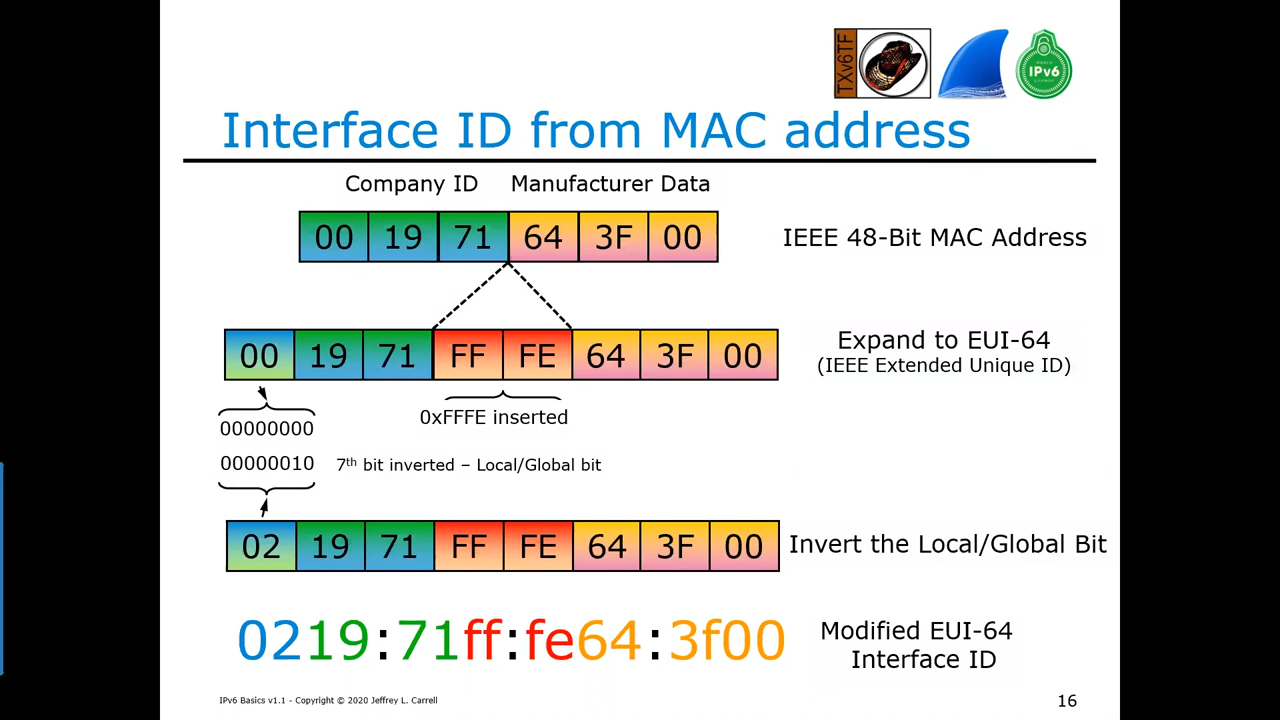 TXv6TF
WORLD
IPv6
LAUNCH
Interface ID from MAC address
Company ID Manufacturer Data
00 19 71 64 3F 00 IEEE 48-Bit MAC Address
00 19 71 FF FE 64 3F 00 Expand to EUI-64
(IEEE Extended Unique ID)
0xFFFE inserted
00000000
00000010 7th bit inverted – Local/Global bit
02 19 71 FF FE 64 3F 00 Invert the Local/Global Bit
0219:71ff:fe64:3f00 Modified EUI-64
Interface ID
IPv6 Basics v1.1 - Copyright © 2020 Jeffrey L. Carrell 16